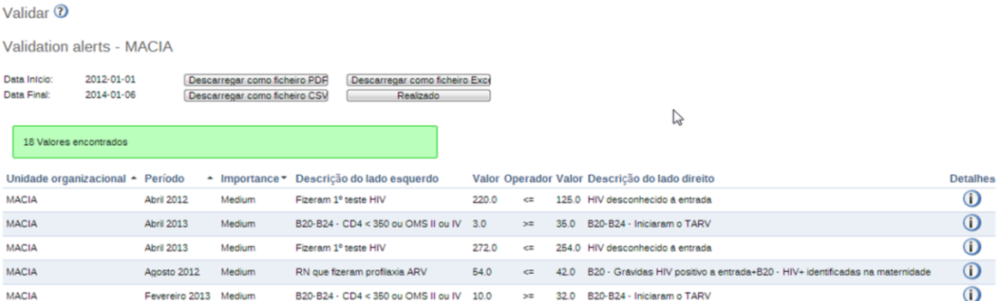 Validar
Validation alerts - MACIA
Data Início: 2012-01-01 Descarregar como ficheiro PDF Descarregar como ficheiro Exce
Data Final: 2014-01-06 Descarregar como ficheiro CSV Realizado
18 Valores encontrados
Unidade organizacional Período Importance Descrição do lado esquerdo Valor Operador Valor Descrição do lado direito Detalhes
MACIA Abril 2012 Medium Fizeram 1º teste HIV 220.0 <= 125.0 HIV desconhecido á entrada
MACIA Abril 2013 Medium B20-B24 - CD4 < 350 ou OMS II ou IV 3.0 >= 35.0 B20-B24 - Iniciaram o TARV
MACIA Abril 2013 Medium Fizeram 1º teste HIV 272.0 <= 254.0 HIV desconhecido á entrada
MACIA Agosto 2012 Medium RN que fizeram profilaxia ARV 54.0 <= 42.0 B20 - Grávidas HIV positivo a entrada+B20 - HIV+ identificadas na maternidade
MACIA Fevereiro 2013 Medium B20-B24 - CD4 < 350 ou OMS II ou IV 10.0 >= 32.0 B20-B24 - Iniciaram o TARV